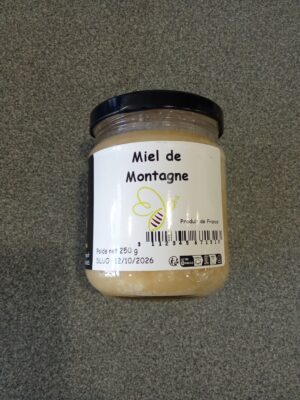 Miel de
Montagne
Produit de France
Poids net 250 g
DLUO 12/10/2026